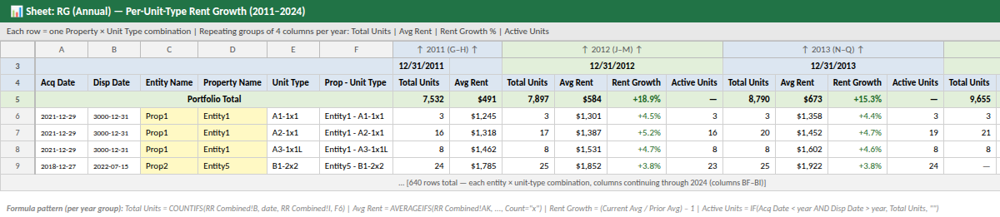 📊 Sheet: RG (Annual) — Per-Unit-Type Rent Growth (2011–2024)
Each row = one Property × Unit Type combination | Repeating groups of 4 columns per year: Total Units | Avg Rent | Rent Growth % | Active Units
A B C D E F ↑ 2011 (G–H) ↑ ↑ 2012 (J–M) ↑ ↑ 2013 (N–Q) ↑
3 12/31/2011 12/31/2012 12/31/2013
4 Acq Date Disp Date Entity Name Property Name Unit Type Prop - Unit Type Total Units Avg Rent Total Units Avg Rent Rent Growth Active Units Total Units Avg Rent Rent Growth Active Units Total Units
5 Portfolio Total 7,532 $491 7,897 $584 +18.9% — 8,790 $673 +15.3% — 9,655
6 2021-12-29 3000-12-31 Prop1 Entity1 A1-1x1 Entity1 - A1-1x1 3 $1,245 3 $1,301 +4.5% 3 3 $1,358 +4.4% 3 3
7 2021-12-29 3000-12-31 Prop1 Entity1 A2-1x1 Entity1 - A2-1x1 16 $1,318 17 $1,387 +5.2% 16 20 $1,452 +4.7% 19 21
8 2021-12-29 3000-12-31 Prop1 Entity1 A3-1x1L Entity1 - A3-1x1L 8 $1,462 8 $1,531 +4.7% 8 8 $1,602 +4.6% 8 8
9 2018-12-27 2022-07-15 Prop2 Entity5 B1-2x2 Entity5 - B1-2x2 24 $1,785 25 $1,852 +3.8% 23 25 $1,922 +3.8% 24 —
... [640 rows total — each entity × unit-type combination, columns continuing through 2024 (columns BF–BI)]
Formula pattern (per year group): Total Units = COUNTIFS(RR Combined!B, date, RR Combined!I, F6) | Avg Rent = AVERAGEIFS(RR Combined!AK, ..., Count="x") | Rent Growth = (Current Avg / Prior Avg) − 1 | Active Units = IF(Acq Date < year AND Disp Date > year, Total Units, "")